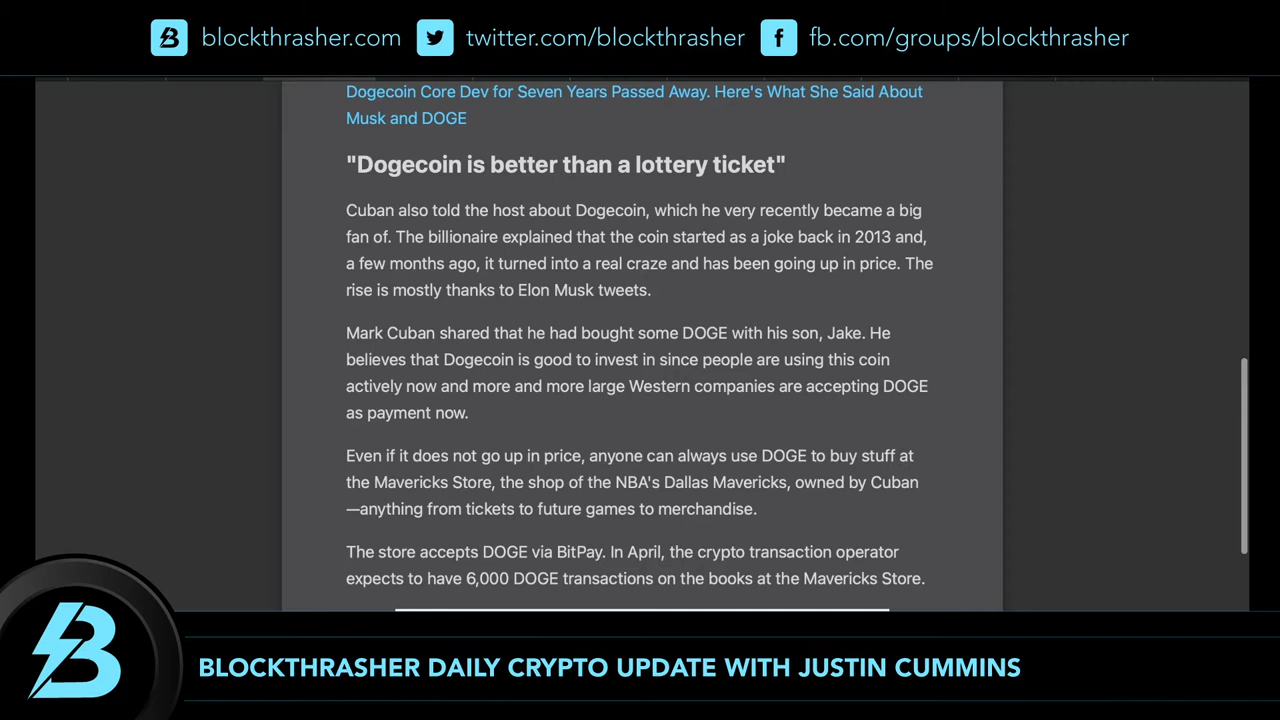 blockthrasher.com twitter.com/blockthrasher fb.com/groups/blockthrasher
Dogecoin Core Dev for Seven Years Passed Away. Here's What She Said About
Musk and DOGE
"Dogecoin is better than a lottery ticket"
Cuban also told the host about Dogecoin, which he very recently became a big
fan of. The billionaire explained that the coin started as a joke back in 2013 and,
a few months ago, it turned into a real craze and has been going up in price. The
rise is mostly thanks to Elon Musk tweets.
Mark Cuban shared that he had bought some DOGE with his son, Jake. He
believes that Dogecoin is good to invest in since people are using this coin
actively now and more and more large Western companies are accepting DOGE
as payment now.
Even if it does not go up in price, anyone can always use DOGE to buy stuff at
the Mavericks Store, the shop of the NBA's Dallas Mavericks, owned by Cuban
—anything from tickets to future games to merchandise.
The store accepts DOGE via BitPay. In April, the crypto transaction operator
expects to have 6,000 DOGE transactions on the books at the Mavericks Store.
BLOCKTHRASHER DAILY CRYPTO UPDATE WITH JUSTIN CUMMINS